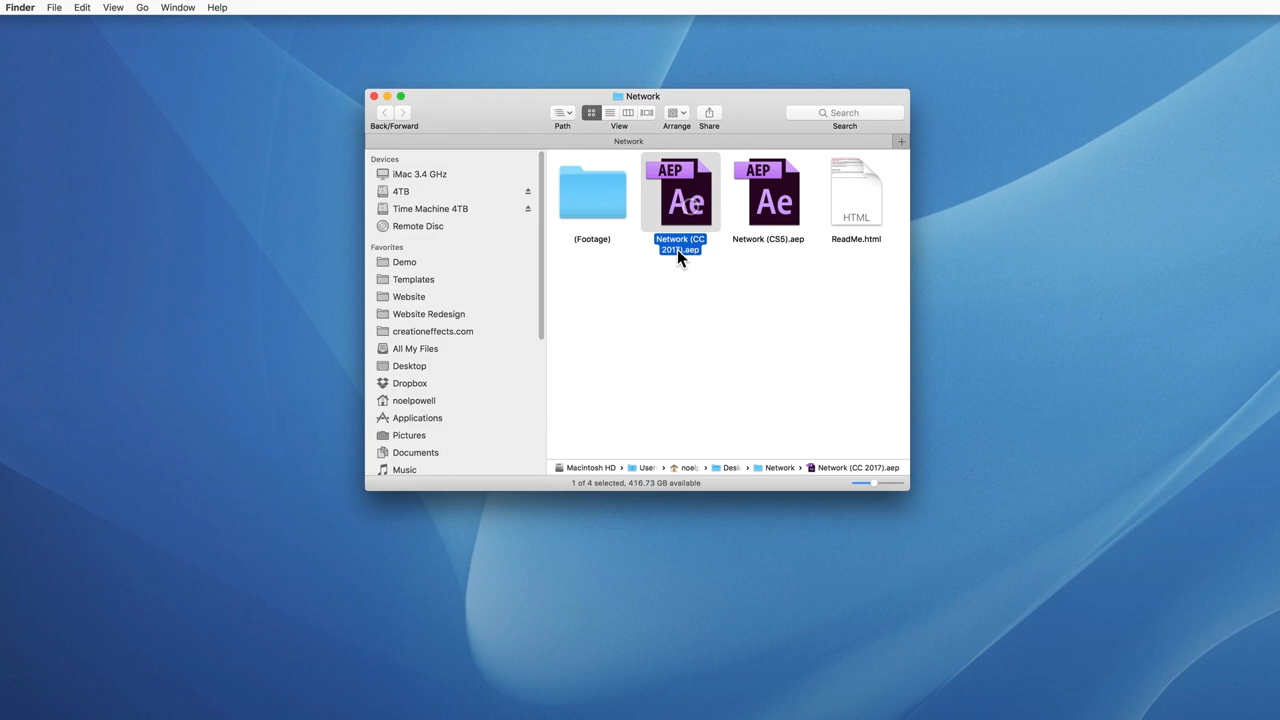 Finder File Edit View Go Window Help
Network
Back/Forward Path View Arrange Share Search
Search
Network
Devices
iMac 3.4 GHz
4TB
Time Machine 4TB
Remote Disc
Favorites
Demo
Templates
Website
Website Redesign
creationeffects.com
All My Files
Desktop
Dropbox
noelpowell
Applications
Pictures
Documents
Music
AEP
Ae
AEP
Ae
HTML
(Footage)
Network (CC
2017).aep
Network (CS5).aep
ReadMe.html
Macintosh HD › User › noel › Desk › Network › Network (CC 2017).aep
1 of 4 selected, 416.73 GB available